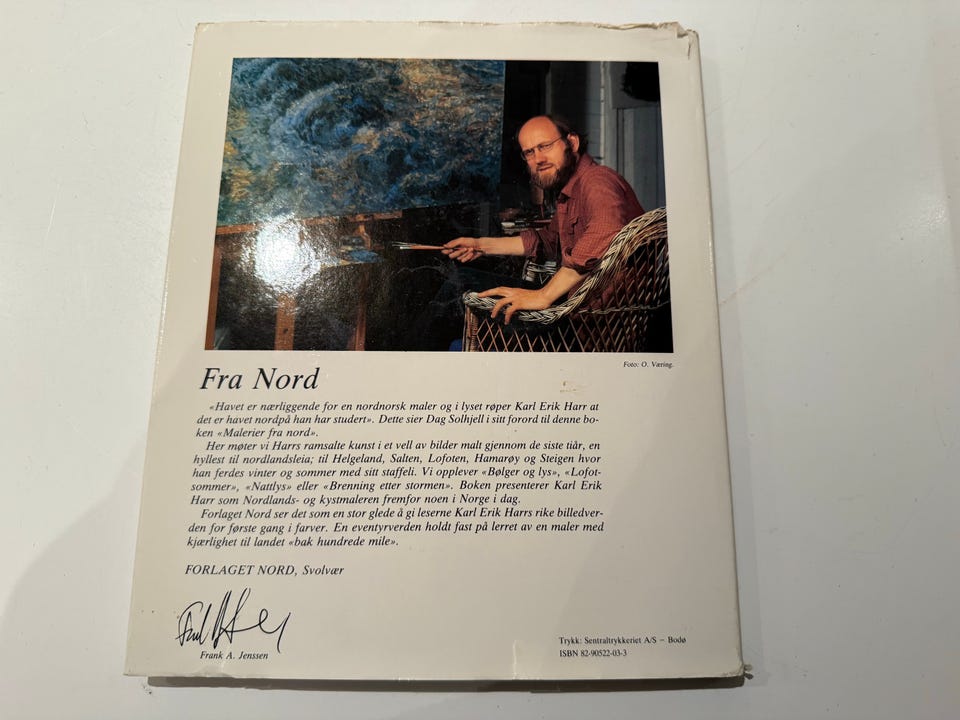 Foto: O. Væring.
Fra Nord
«Havet er nærliggende for en nordnorsk maler og i lyset røper Karl Erik Harr at
det er havet nordpå han har studert». Dette sier Dag Solhjell i sitt forord til denne bo-
ken «Malerier fra nord».
Her møter vi Harrs ramsalte kunst i et vell av bilder malt gjennom de siste tiår, en
hyllest til nordlandsleia; til Helgeland, Salten, Lofoten, Hamarøy og Steigen hvor
han ferdes vinter og sommer med sitt staffeli. Vi opplever «Bølger og lys», «Lofot-
sommer», «Nattlys» eller «Brenning etter stormen». Boken presenterer Karl Erik
Harr som Nordlands- og kystmaleren fremfor noen i Norge i dag.
Forlaget Nord ser det som en stor glede å gi leserne Karl Erik Harrs rike billedver-
den for første gang i farver. En eventyrverden holdt fast på lerret av en maler med
kjærlighet til landet «bak hundrede mile».
FORLAGET NORD, Svolvær
Frank A. Jenssen
Trykk: Sentraltrykkeriet A/S – Bodø
ISBN 82-90522-03-3